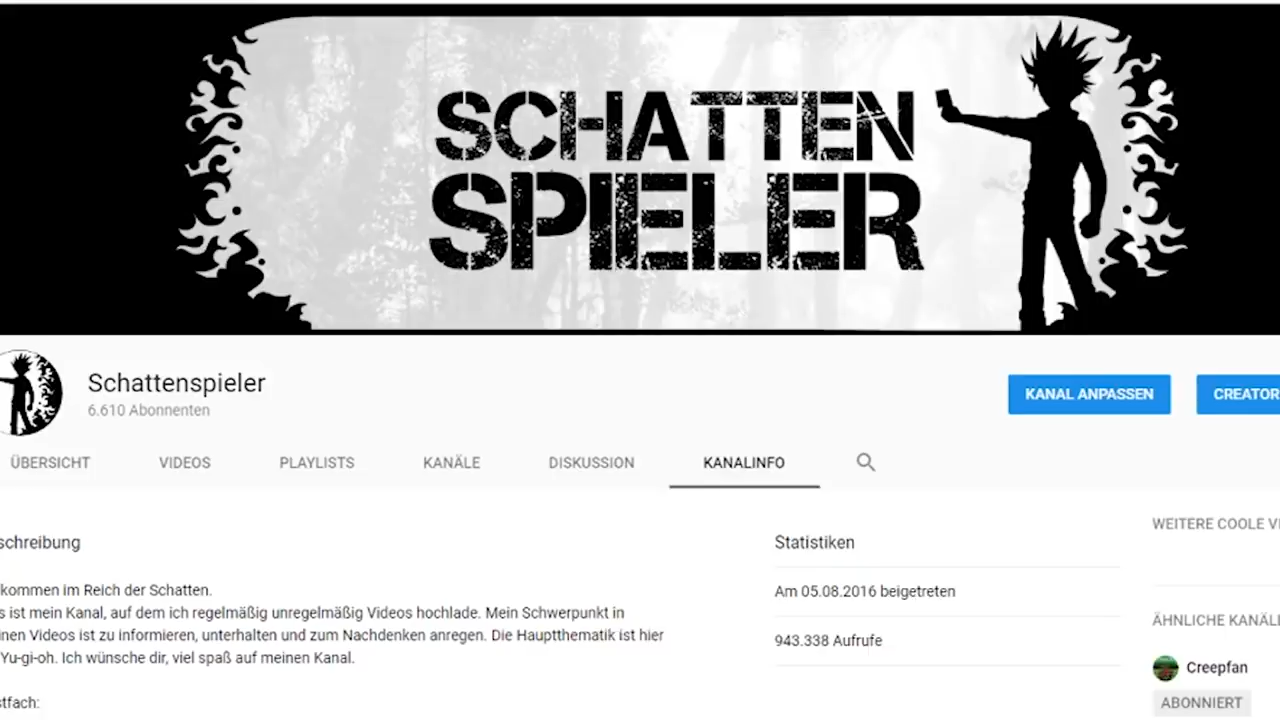 SCHATTEN
SPIELER
Schattenspieler
6.610 Abonnenten
KANAL ANPASSEN
CREATOR
ÜBERSICHT VIDEOS PLAYLISTS KANÄLE DISKUSSION KANALINFO
schreibung
kommen im Reich der Schatten.
s ist mein Kanal, auf dem ich regelmäßig unregelmäßig Videos hochlade. Mein Schwerpunkt in
inen Videos ist zu informieren, unterhalten und zum Nachdenken anregen. Die Hauptthematik ist hier
Yu-gi-oh. Ich wünsche dir, viel spaß auf meinen Kanal.
stfach:
Statistiken
Am 05.08.2016 beigetreten
943.338 Aufrufe
WEITERE COOLE VI
ÄHNLICHE KANÄL
Creepfan
ABONNIERT